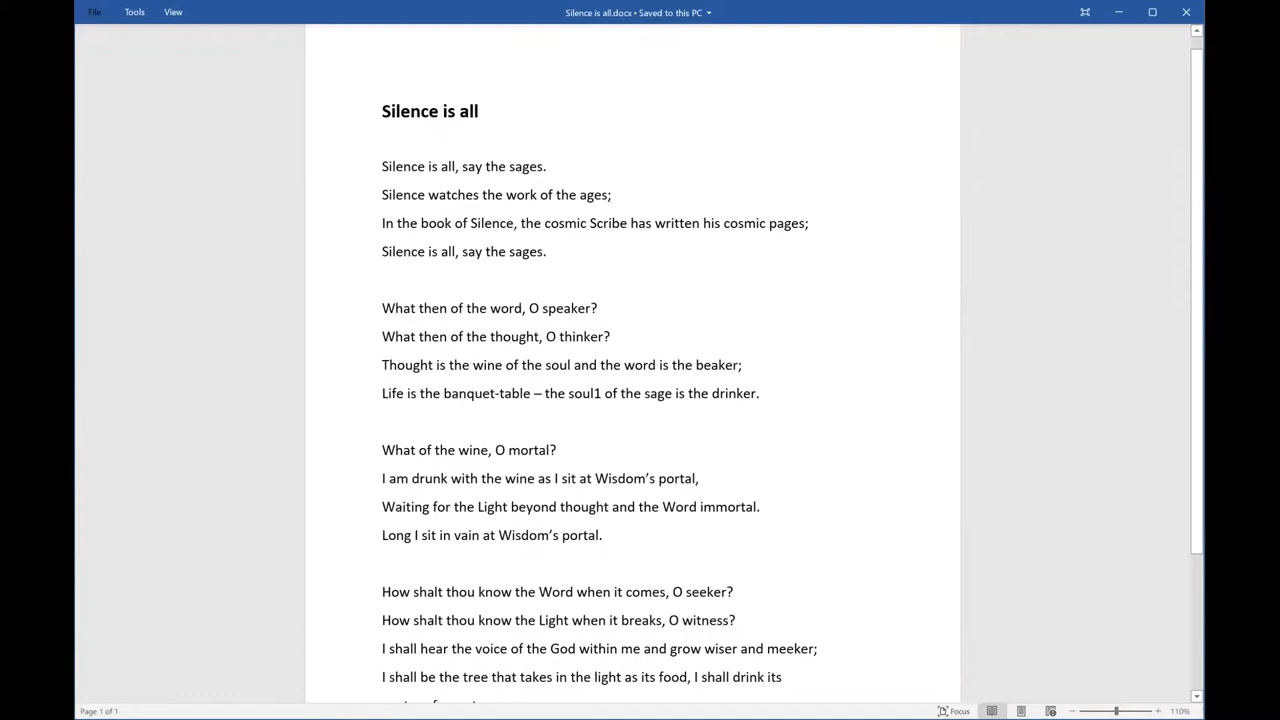 File Tools View Silence is all.docx • Saved to this PC
Silence is all
Silence is all, say the sages.
Silence watches the work of the ages;
In the book of Silence, the cosmic Scribe has written his cosmic pages;
Silence is all, say the sages.
What then of the word, O speaker?
What then of the thought, O thinker?
Thought is the wine of the soul and the word is the beaker;
Life is the banquet-table – the soul1 of the sage is the drinker.
What of the wine, O mortal?
I am drunk with the wine as I sit at Wisdom’s portal,
Waiting for the Light beyond thought and the Word immortal.
Long I sit in vain at Wisdom’s portal.
How shalt thou know the Word when it comes, O seeker?
How shalt thou know the Light when it breaks, O witness?
I shall hear the voice of the God within me and grow wiser and meeker;
I shall be the tree that takes in the light as its food, I shall drink its
Page 1 of 1 Focus 110%